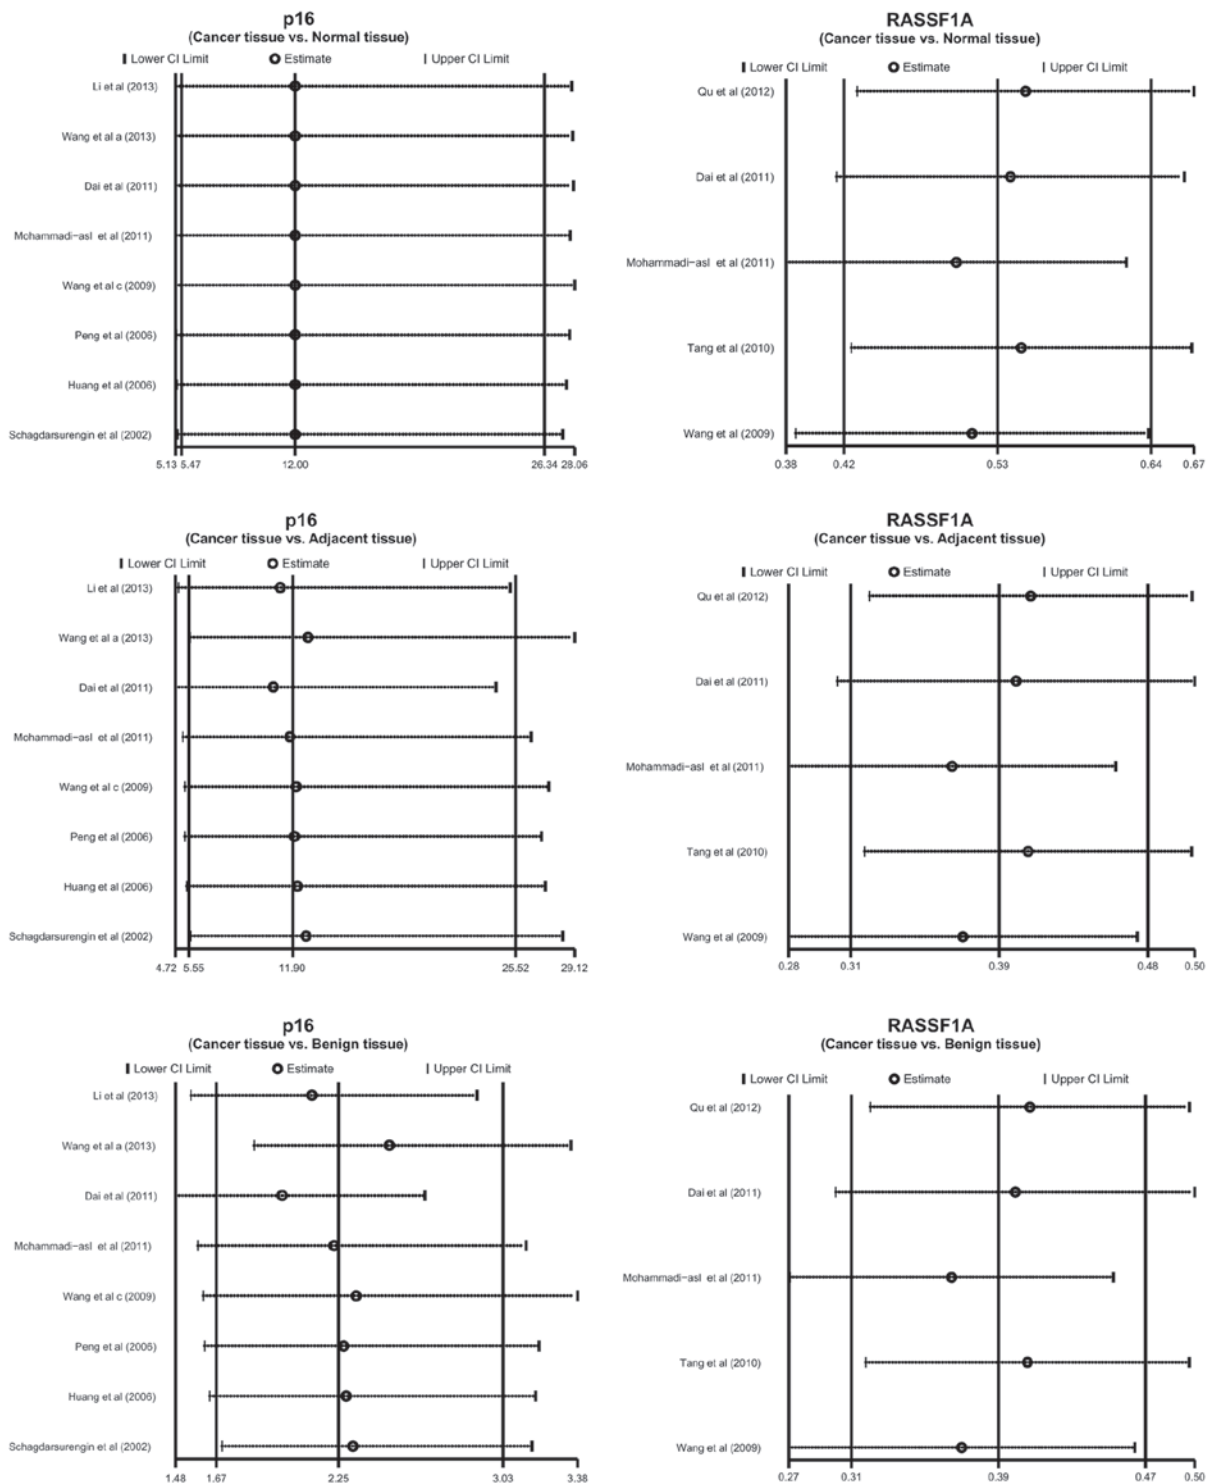 p16
(Cancer tissue vs. Normal tissue)
Lower CI Limit Estimate Upper CI Limit
Li et al (2013)
Wang et al a (2013)
Dai et al (2011)
Mohammadi-asl et al (2011)
Wang et al c (2009)
Peng et al (2006)
Huang et al (2006)
Schagdarsurengin et al (2002)
5.13 5.47 12.00 26.34 28.06
RASSF1A
(Cancer tissue vs. Normal tissue)
Lower CI Limit Estimate Upper CI Limit
Qu et al (2012)
Dai et al (2011)
Mohammadi-asl et al (2011)
Tang et al (2010)
Wang et al (2009)
0.38 0.42 0.53 0.64 0.67
p16
(Cancer tissue vs. Adjacent tissue)
Lower CI Limit Estimate Upper CI Limit
Li et al (2013)
Wang et al a (2013)
Dai et al (2011)
Mohammadi-asl et al (2011)
Wang et al c (2009)
Peng et al (2006)
Huang et al (2006)
Schagdarsurengin et al (2002)
4.72 5.55 11.90 25.52 29.12
RASSF1A
(Cancer tissue vs. Adjacent tissue)
Lower CI Limit Estimate Upper CI Limit
Qu et al (2012)
Dai et al (2011)
Mohammadi-asl et al (2011)
Tang et al (2010)
Wang et al (2009)
0.28 0.31 0.39 0.48 0.50
p16
(Cancer tissue vs. Benign tissue)
Lower CI Limit Estimate Upper CI Limit
Li et al (2013)
Wang et al a (2013)
Dai et al (2011)
Mohammadi-asl et al (2011)
Wang et al c (2009)
Peng et al (2006)
Huang et al (2006)
Schagdarsurengin et al (2002)
1.48 1.67 2.25 3.03 3.38
RASSF1A
(Cancer tissue vs. Benign tissue)
Lower CI Limit Estimate Upper CI Limit
Qu et al (2012)
Dai et al (2011)
Mohammadi-asl et al (2011)
Tang et al (2010)
Wang et al (2009)
0.27 0.31 0.39 0.47 0.50